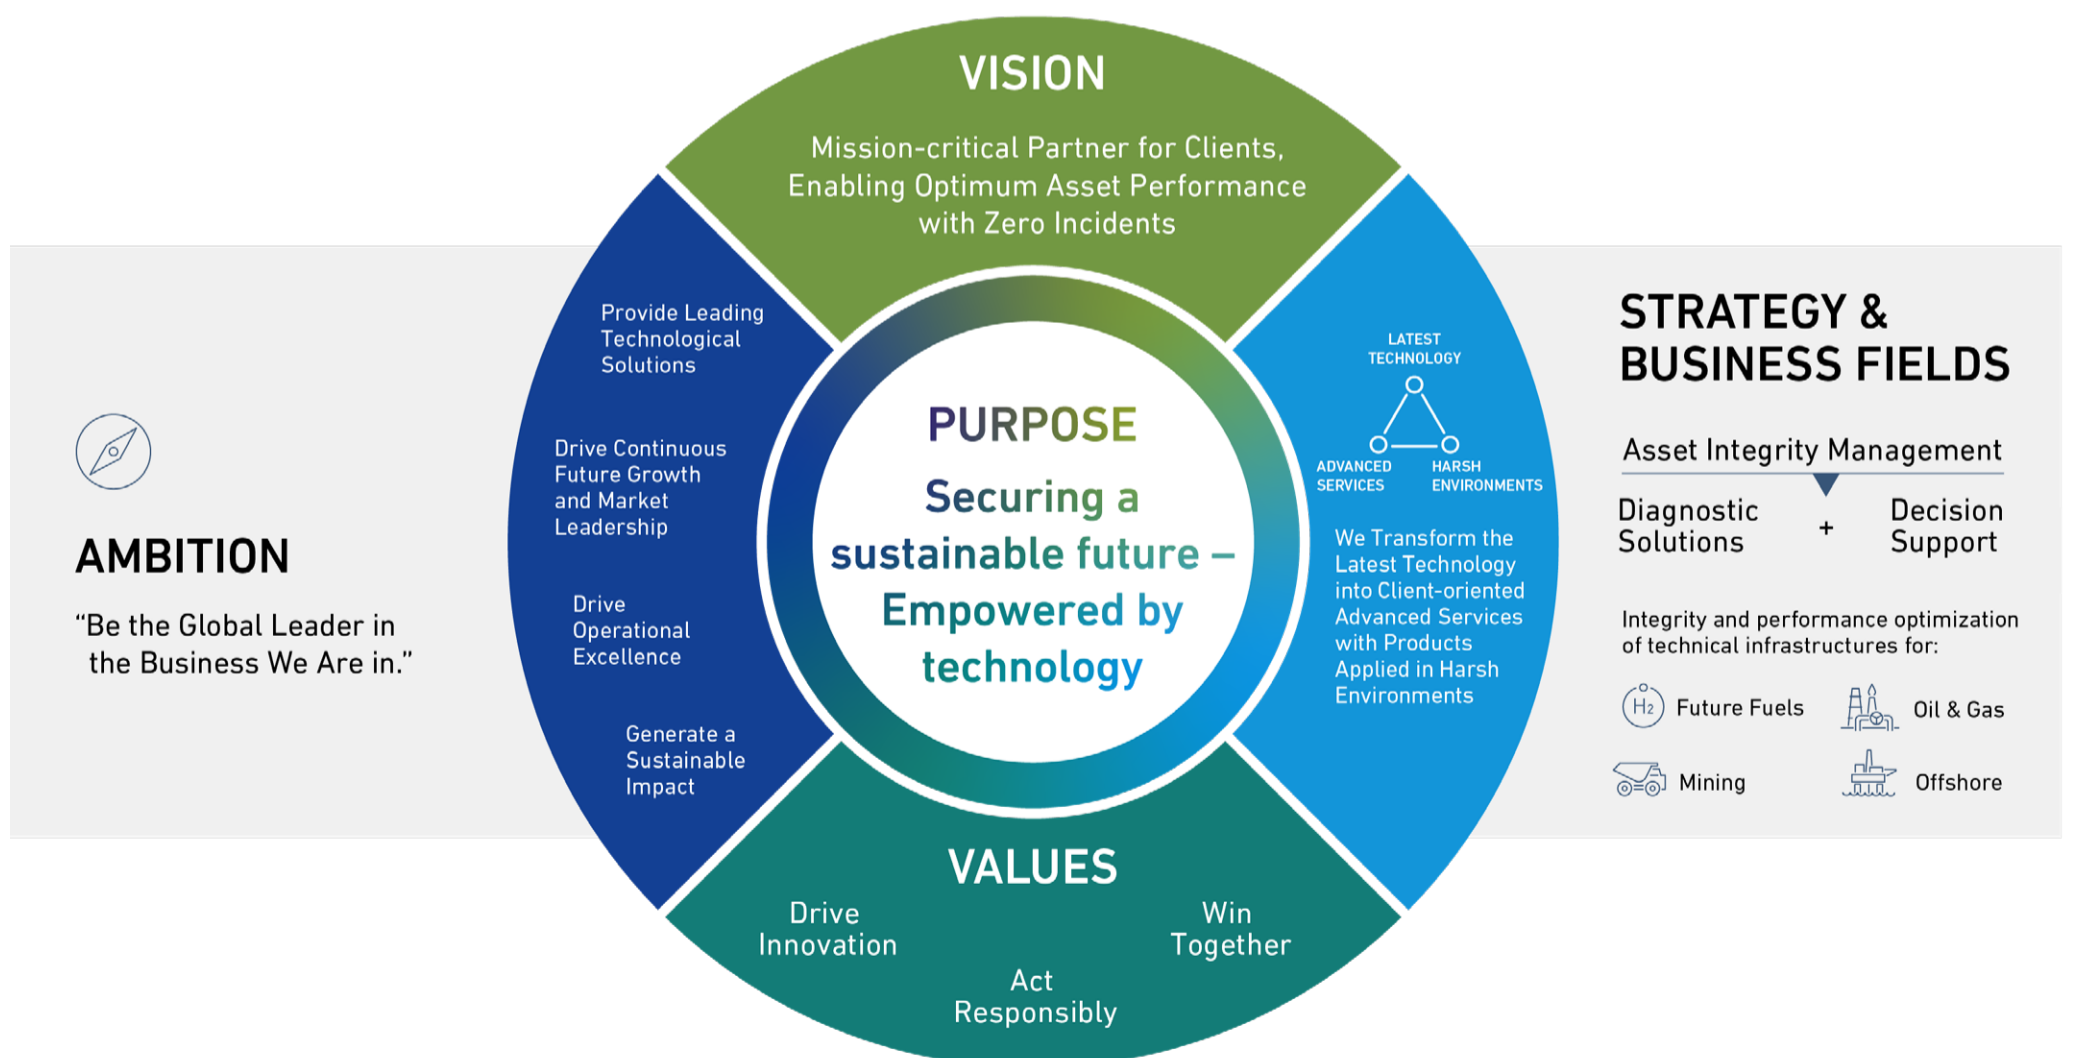 VISION
Mission-critical Partner for Clients,
Enabling Optimum Asset Performance
with Zero Incidents
AMBITION
“Be the Global Leader in
the Business We Are in.”
Provide Leading
Technological
Solutions
Drive Continuous
Future Growth
and Market
Leadership
Drive
Operational
Excellence
Generate a
Sustainable
Impact
PURPOSE
Securing a
sustainable future –
Empowered by
technology
LATEST
TECHNOLOGY
ADVANCED
SERVICES
HARSH
ENVIRONMENTS
We Transform the
Latest Technology
into Client-oriented
Advanced Services
with Products
Applied in Harsh
Environments
STRATEGY &
BUSINESS FIELDS
Asset Integrity Management
Diagnostic
Solutions
+
Decision
Support
Integrity and performance optimization
of technical infrastructures for:
H2
Future Fuels
Oil & Gas
Mining
Offshore
VALUES
Drive
Innovation
Act
Responsibly
Win
Together